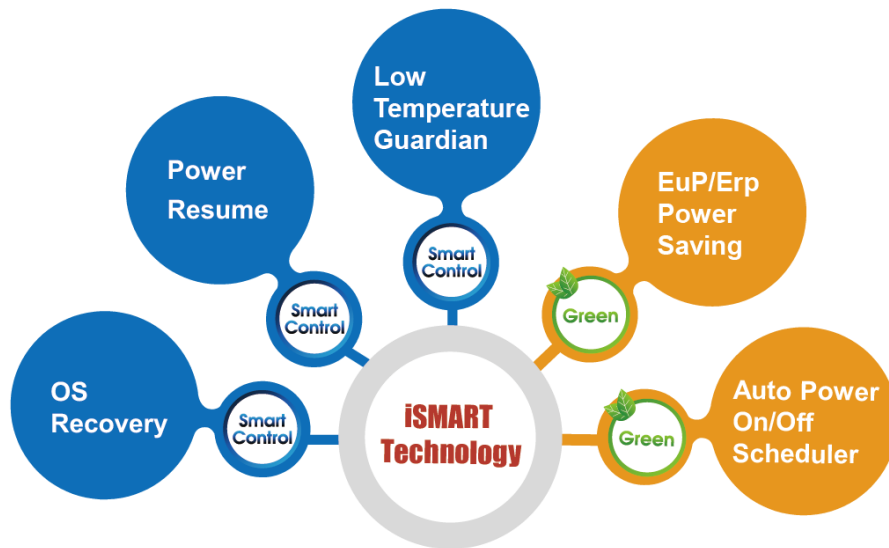 Low
Temperature
Guardian
Smart
Control
Power
Resume
Smart
Control
OS
Recovery
Smart
Control
EuP/Erp
Power
Saving
Green
Auto Power
On/Off
Scheduler
Green
iSMART
Technology